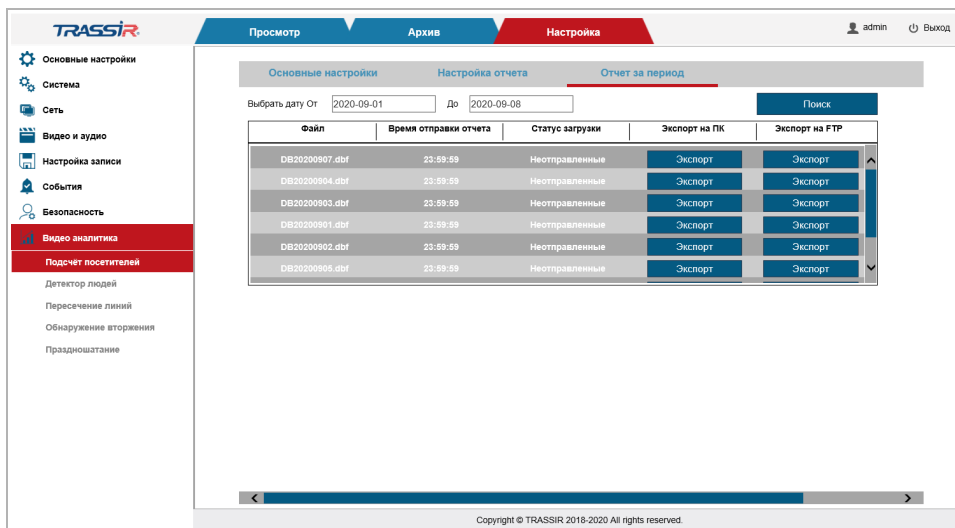 TRASSIR
Просмотр Архив Настройка admin Выход
Основные настройки
Система
Сеть
Видео и аудио
Настройка записи
События
Безопасность
Видео аналитика
Подсчёт посетителей
Детектор людей
Пересечение линий
Обнаружение вторжения
Праздношатание
Основные настройки Настройка отчета Отчет за период
Выбрать дату От 2020-09-01 До 2020-09-08 Поиск
Файл Время отправки отчета Статус загрузки Экспорт на ПК Экспорт на FTP
DB20200907.dbf 23:59:59 Неотправленные Экспорт Экспорт
DB20200904.dbf 23:59:59 Неотправленные Экспорт Экспорт
DB20200903.dbf 23:59:59 Неотправленные Экспорт Экспорт
DB20200901.dbf 23:59:59 Неотправленные Экспорт Экспорт
DB20200902.dbf 23:59:59 Неотправленные Экспорт Экспорт
DB20200905.dbf 23:59:59 Неотправленные Экспорт Экспорт
Copyright © TRASSIR 2018-2020 All rights reserved.